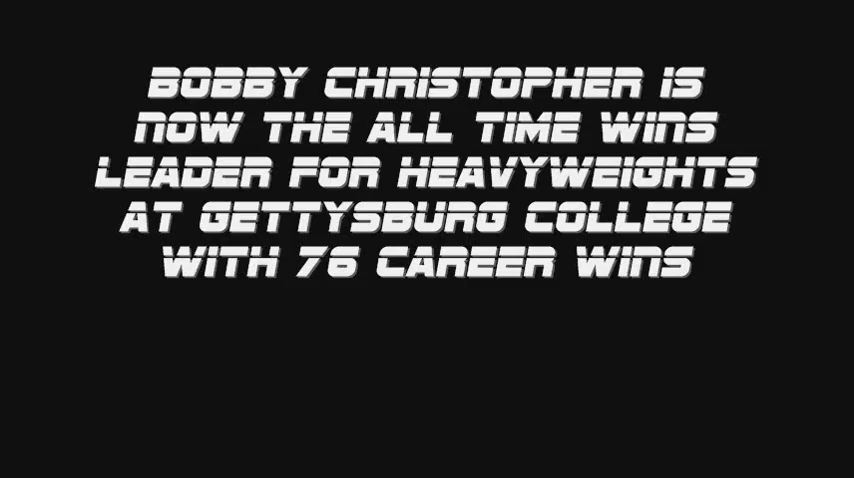 BOBBY CHRISTOPHER IS
NOW THE ALL TIME WINS
LEADER FOR HEAVYWEIGHTS
AT GETTYSBURG COLLEGE
WITH 76 CAREER WINS